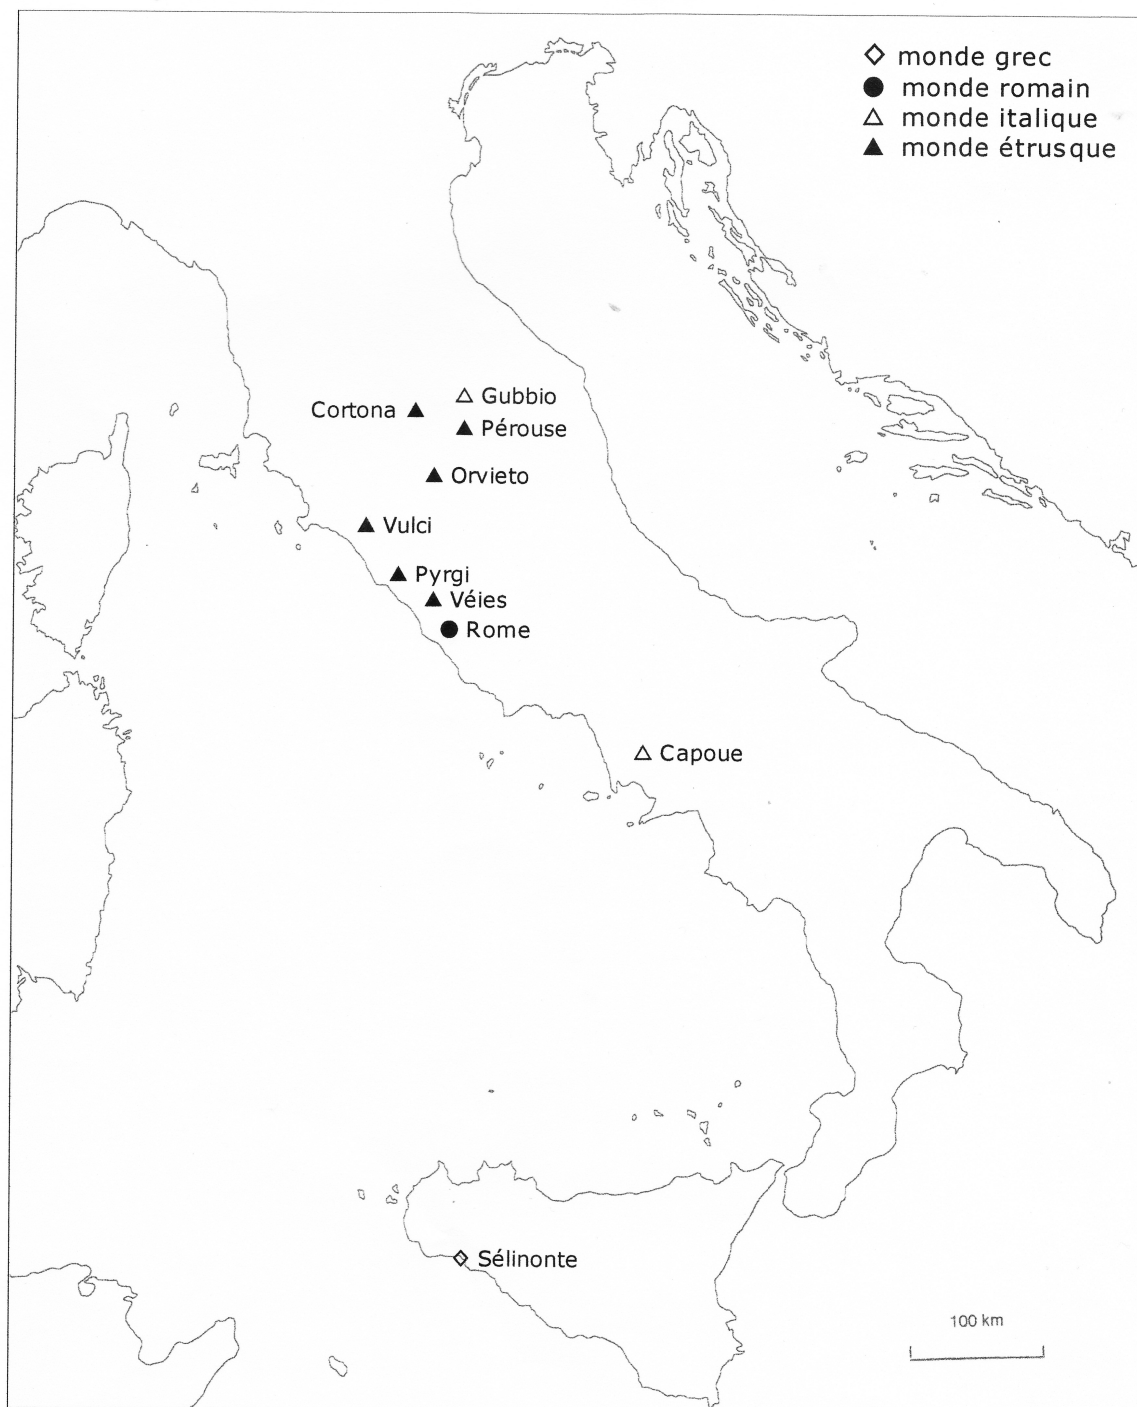 monde grec
monde romain
monde italique
monde étrusque
Gubbio
Cortona
Pérouse
Orvieto
Vulci
Pyrgi
Véies
Rome
Capoue
Sélinonte
100 km